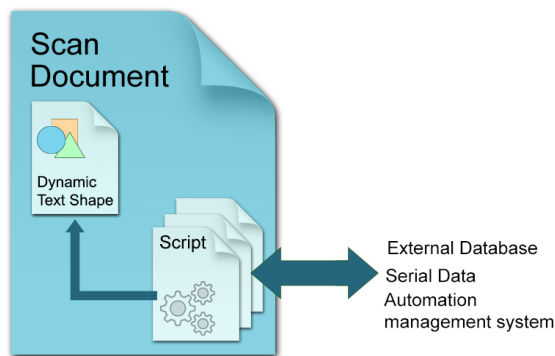 Scan
Document
Dynamic
Text Shape
Script
External Database
Serial Data
Automation
management system